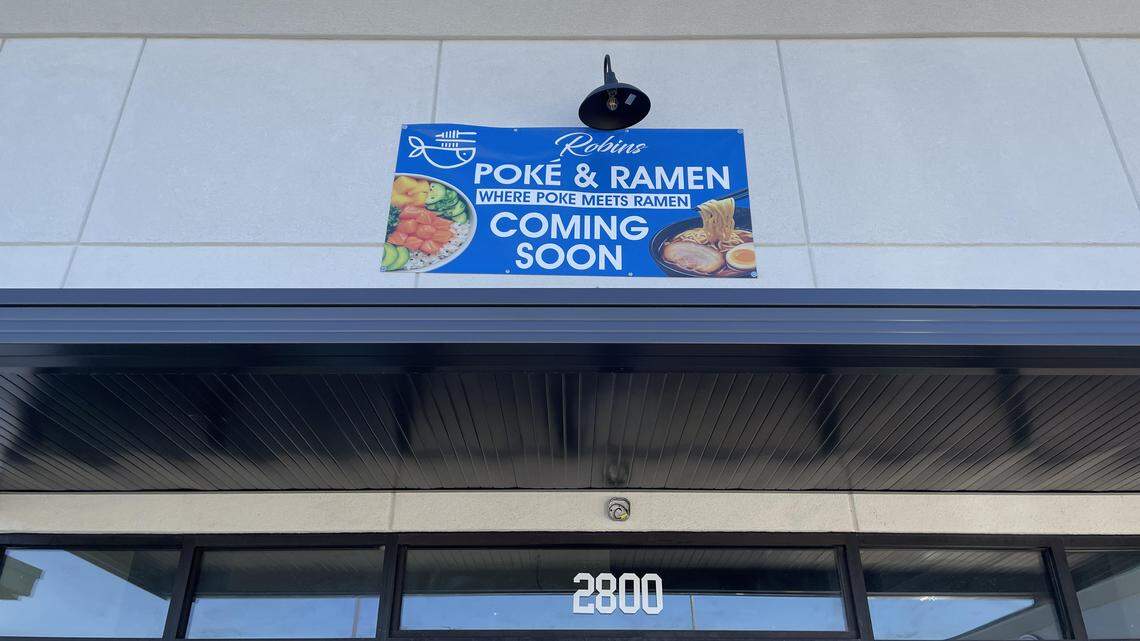 Robins
POKÉ & RAMEN
WHERE POKE MEETS RAMEN
COMING
SOON
2800